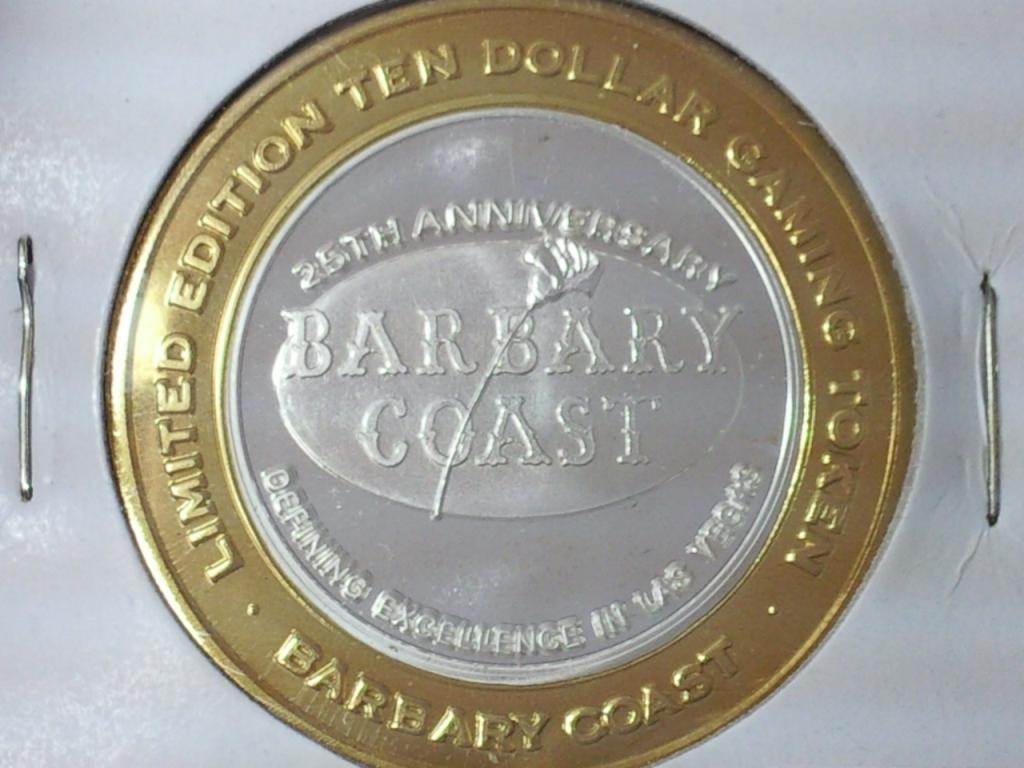 LIMITED EDITION TEN DOLLAR GAMING TOKEN
25TH ANNIVERSARY
BARBARY
COAST
DEFINING EXCELLENCE IN LAS VEGAS
· BARBARY COAST ·